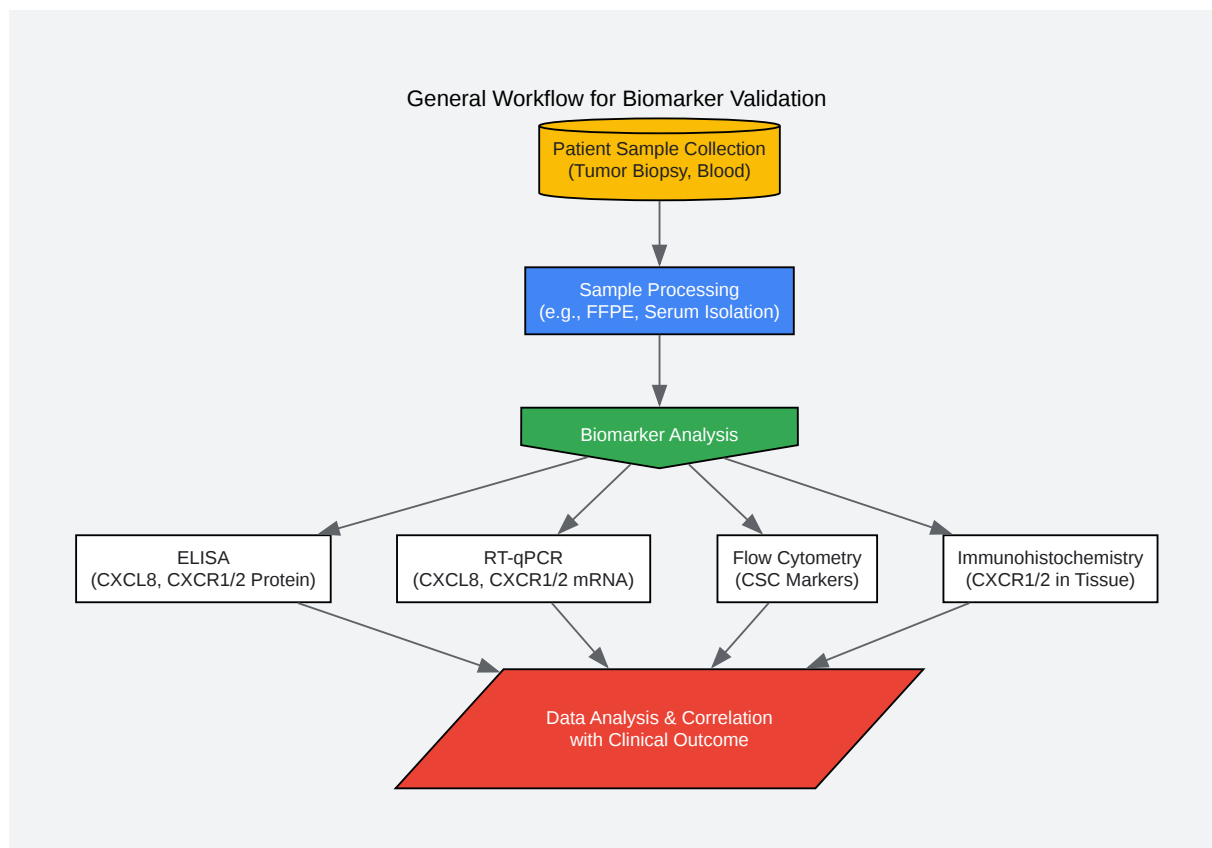 General Workflow for Biomarker Validation
Patient Sample Collection
(Tumor Biopsy, Blood)
Sample Processing
(e.g., FFPE, Serum Isolation)
Biomarker Analysis
ELISA
(CXCL8, CXCR1/2 Protein)
RT-qPCR
(CXCL8, CXCR1/2 mRNA)
Flow Cytometry
(CSC Markers)
Immunohistochemistry
(CXCR1/2 in Tissue)
Data Analysis & Correlation
with Clinical Outcome